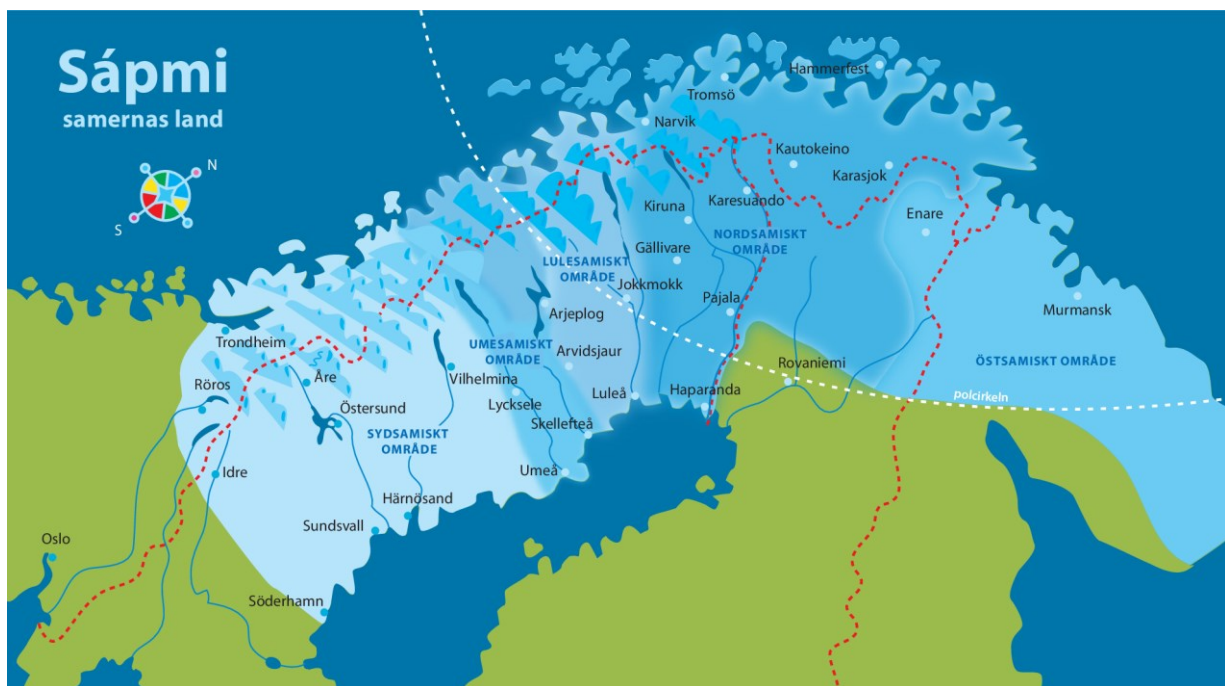 Sápmi
samernas land
N
S
Hammerfest
Tromsö
Narvik
Kautokeino
Karasjok
Karesuando
Kiruna
Enare
NORDSAMISKT
OMRÅDE
Gällivare
LULESAMISKT
OMRÅDE
Jokkmokk
Pajala
Murmansk
Arjeplog
Trondheim
UMESAMISKT
OMRÅDE
Arvidsjaur
Rovaniemi
ÖSTSAMISKT OMRÅDE
Åre
Vilhelmina
Röros
Haparanda
Luleå
polcirkeln
Östersund
Lycksele
Skellefteå
SYDSAMISKT
OMRÅDE
Idre
Umeå
Härnösand
Sundsvall
Oslo
Söderhamn